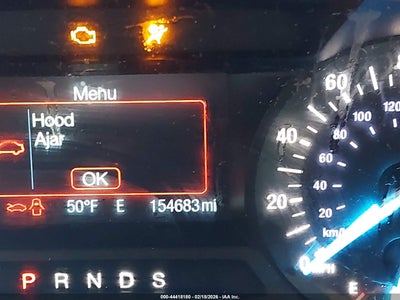 Menu
Hood
Ajar
OK
50°F E 154683 mi
P R N D S
60
40
20
0
120
100
80
60
40
20
km/h
E
000-44418180 - 02/18/2026 - IAA Inc.